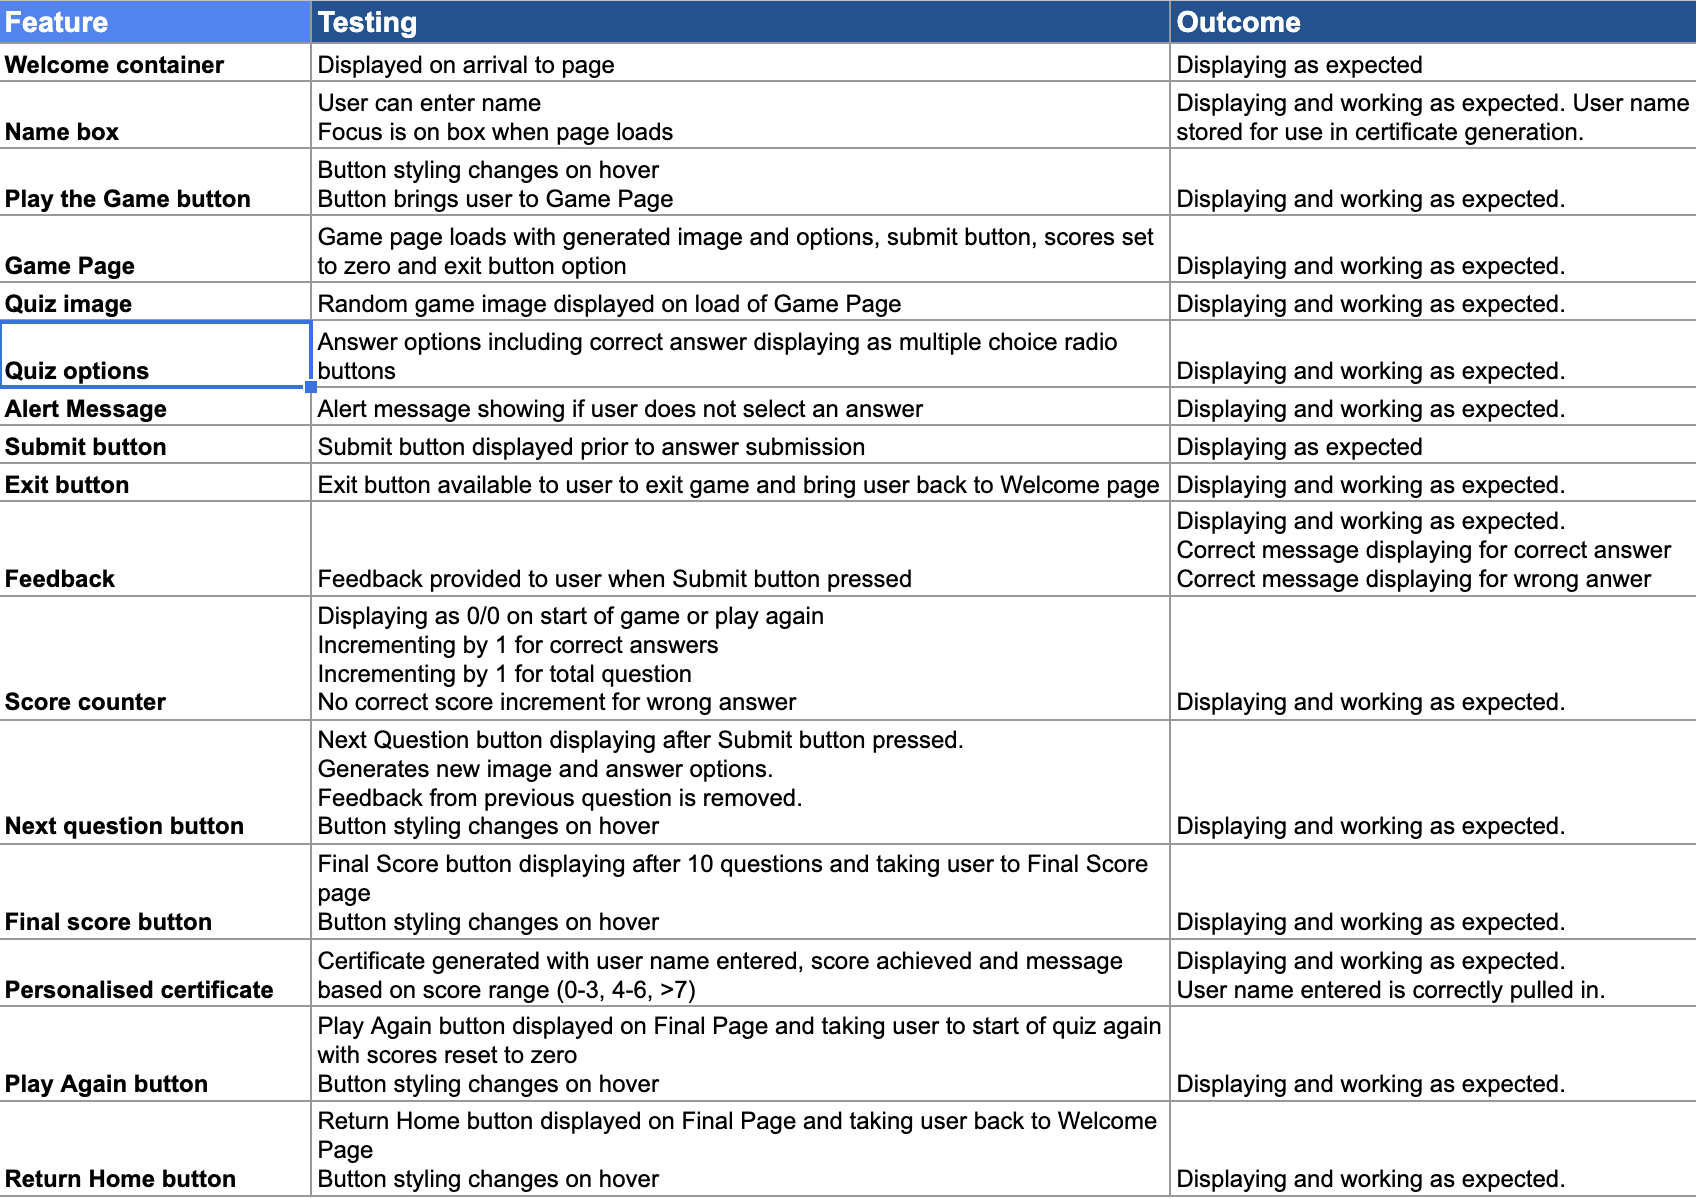 Feature Testing Outcome
Welcome container Displayed on arrival to page Displaying as expected
Name box User can enter name
Focus is on box when page loads Displaying and working as expected. User name
stored for use in certificate generation.
Play the Game button Button styling changes on hover
Button brings user to Game Page Displaying and working as expected.
Game Page Game page loads with generated image and options, submit button, scores set
to zero and exit button option Displaying and working as expected.
Quiz image Random game image displayed on load of Game Page Displaying and working as expected.
Quiz options Answer options including correct answer displaying as multiple choice radio
buttons Displaying and working as expected.
Alert Message Alert message showing if user does not select an answer Displaying and working as expected.
Submit button Submit button displayed prior to answer submission Displaying as expected
Exit button Exit button available to user to exit game and bring user back to Welcome page Displaying and working as expected.
Feedback Feedback provided to user when Submit button pressed Displaying and working as expected.
Correct message displaying for correct answer
Correct message displaying for wrong anwer
Score counter Displaying as 0/0 on start of game or play again
Incrementing by 1 for correct answers
Incrementing by 1 for total question
No correct score increment for wrong answer Displaying and working as expected.
Next question button Next Question button displaying after Submit button pressed.
Generates new image and answer options.
Feedback from previous question is removed.
Button styling changes on hover Displaying and working as expected.
Final score button Final Score button displaying after 10 questions and taking user to Final Score
page
Button styling changes on hover Displaying and working as expected.
Personalised certificate Certificate generated with user name entered, score achieved and message
based on score range (0-3, 4-6, >7) Displaying and working as expected.
User name entered is correctly pulled in.
Play Again button Play Again button displayed on Final Page and taking user to start of quiz again
with scores reset to zero
Button styling changes on hover Displaying and working as expected.
Return Home button Return Home button displayed on Final Page and taking user back to Welcome
Page
Button styling changes on hover Displaying and working as expected.